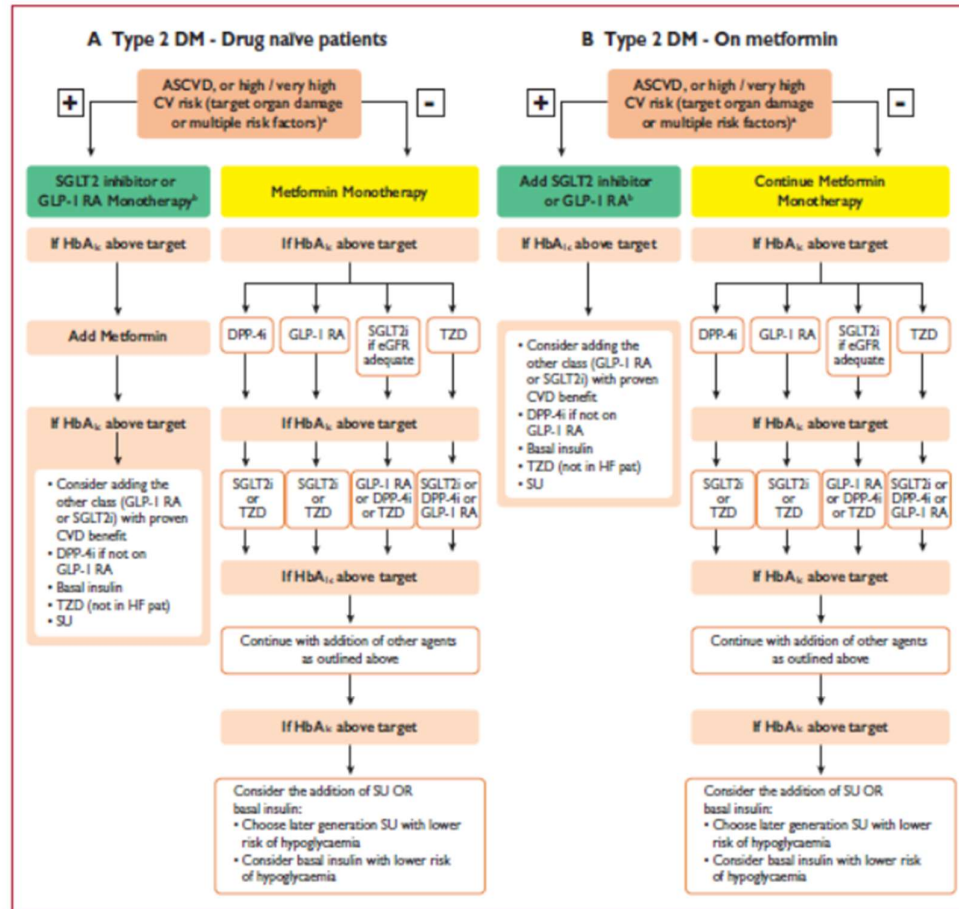 A Type 2 DM - Drug naïve patients
+
ASCVD, or high / very high
CV risk (target organ damage
or multiple risk factors)ª
-
SGLT2 inhibitor or
GLP-1 RA Monotherapyᵇ
Metformin Monotherapy
If HbA₁c above target
If HbA₁c above target
Add Metformin
DPP-4i
GLP-1 RA
SGLT2i
if eGFR
adequate
TZD
If HbA₁c above target
If HbA₁c above target
• Consider adding the
other class (GLP-1 RA
or SGLT2i) with proven
CVD benefit
• DPP-4i if not on
GLP-1 RA
• Basal insulin
• TZD (not in HF pat)
• SU
SGLT2i
or
TZD
SGLT2i
or
TZD
GLP-1 RA
or DPP-4i
or TZD
SGLT2i or
DPP-4i or
GLP-1 RA
If HbA₁c above target
Continue with addition of other agents
as outlined above
If HbA₁c above target
Consider the addition of SU OR
basal insulin:
• Choose later generation SU with lower
risk of hypoglycaemia
• Consider basal insulin with lower risk
of hypoglycaemia
B Type 2 DM - On metformin
+
ASCVD, or high / very high
CV risk (target organ damage
or multiple risk factors)ª
-
Add SGLT2 inhibitor
or GLP-1 RAᵇ
Continue Metformin
Monotherapy
If HbA₁c above target
If HbA₁c above target
• Consider adding the
other class (GLP-1 RA
or SGLT2i) with proven
CVD benefit
• DPP-4i if not on
GLP-1 RA
• Basal insulin
• TZD (not in HF pat)
• SU
DPP-4i
GLP-1 RA
SGLT2i
if eGFR
adequate
TZD
If HbA₁c above target
SGLT2i
or
TZD
SGLT2i
or
TZD
GLP-1 RA
or DPP-4i
or TZD
SGLT2i or
DPP-4i or
GLP-1 RA
If HbA₁c above target
Continue with addition of other agents
as outlined above
If HbA₁c above target
Consider the addition of SU OR
basal insulin:
• Choose later generation SU with lower
risk of hypoglycaemia
• Consider basal insulin with lower risk
of hypoglycaemia